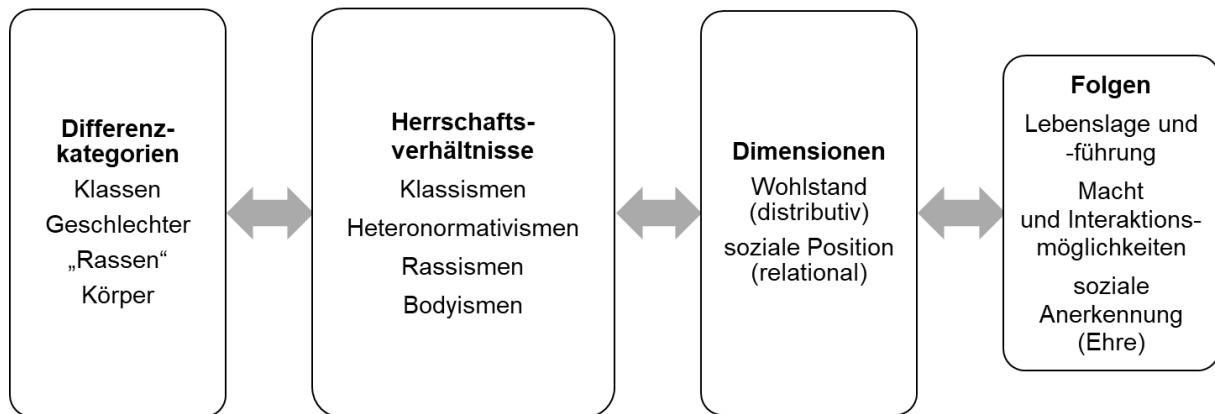 Differenz-
kategorien
Klassen
Geschlechter
„Rassen“
Körper
Herrschafts-
verhältnisse
Klassismen
Heteronormativismen
Rassismen
Bodyismen
Dimensionen
Wohlstand
(distributiv)
soziale Position
(relational)
Folgen
Lebenslage und
-führung
Macht
und Interaktions-
möglichkeiten
soziale
Anerkennung
(Ehre)